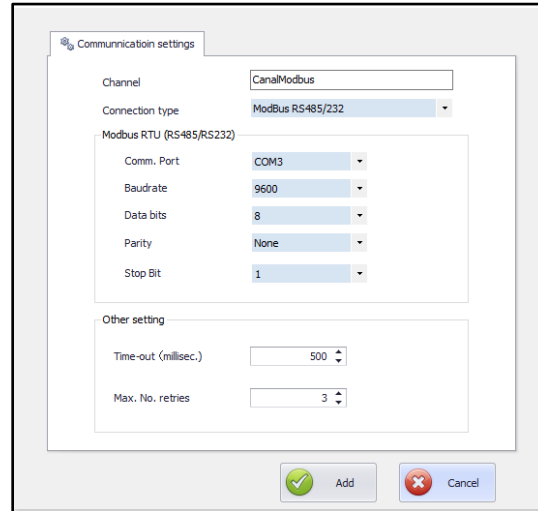 Communnicatioin settings
Channel CanalModbus
Connection type ModBus RS485/232
Modbus RTU (RS485/RS232)
Comm. Port COM3
Baudrate 9600
Data bits 8
Parity None
Stop Bit 1
Other setting
Time-out (millisec.) 500
Max. No. retries 3
Add Cancel